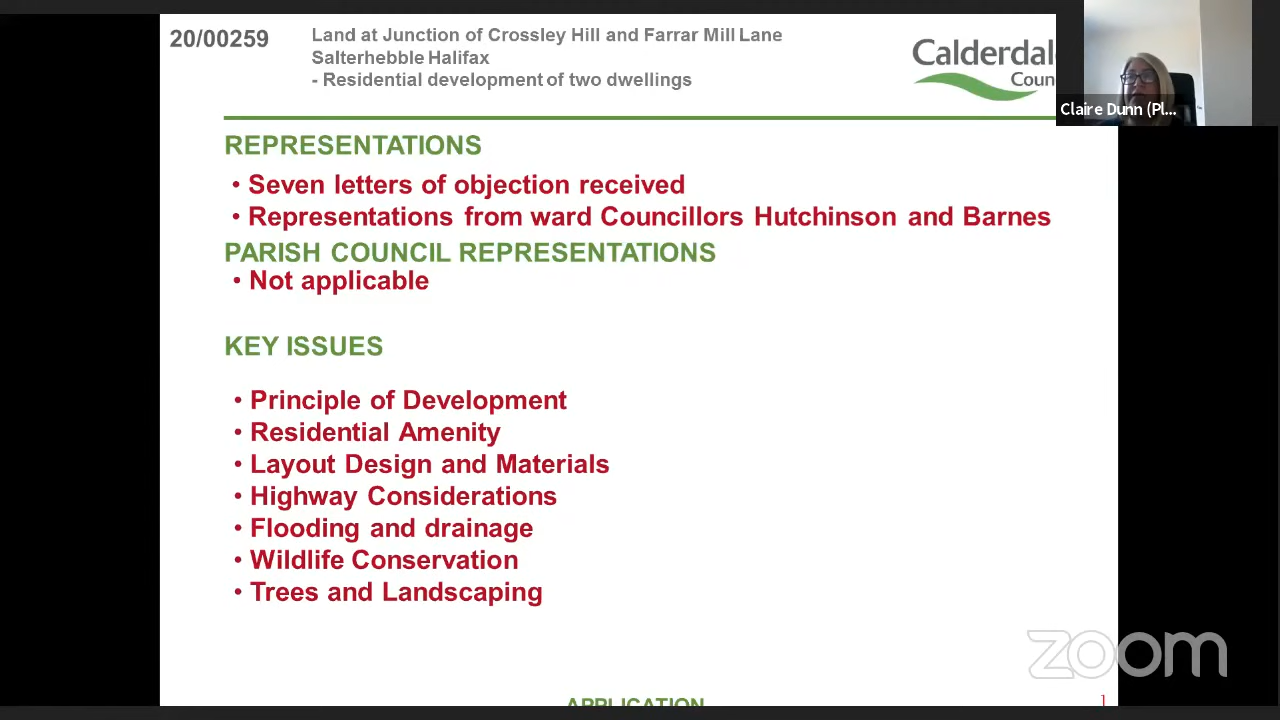 20/00259
Land at Junction of Crossley Hill and Farrar Mill Lane
Salterhebble Halifax
- Residential development of two dwellings
Calderdal
Coun
Claire Dunn (Pl...
REPRESENTATIONS
• Seven letters of objection received
• Representations from ward Councillors Hutchinson and Barnes
PARISH COUNCIL REPRESENTATIONS
• Not applicable
KEY ISSUES
• Principle of Development
• Residential Amenity
• Layout Design and Materials
• Highway Considerations
• Flooding and drainage
• Wildlife Conservation
• Trees and Landscaping
zoom
APPLICATION
1